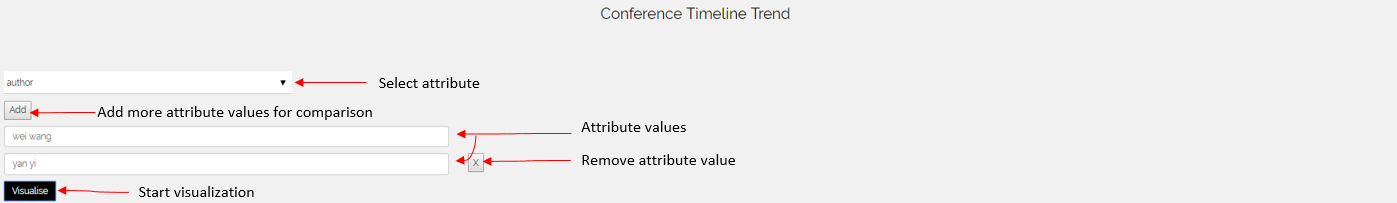 Conference Timeline Trend
author
Select attribute
Add
Add more attribute values for comparison
wei wang
Attribute values
yan yi
X
Remove attribute value
Visualise
Start visualization